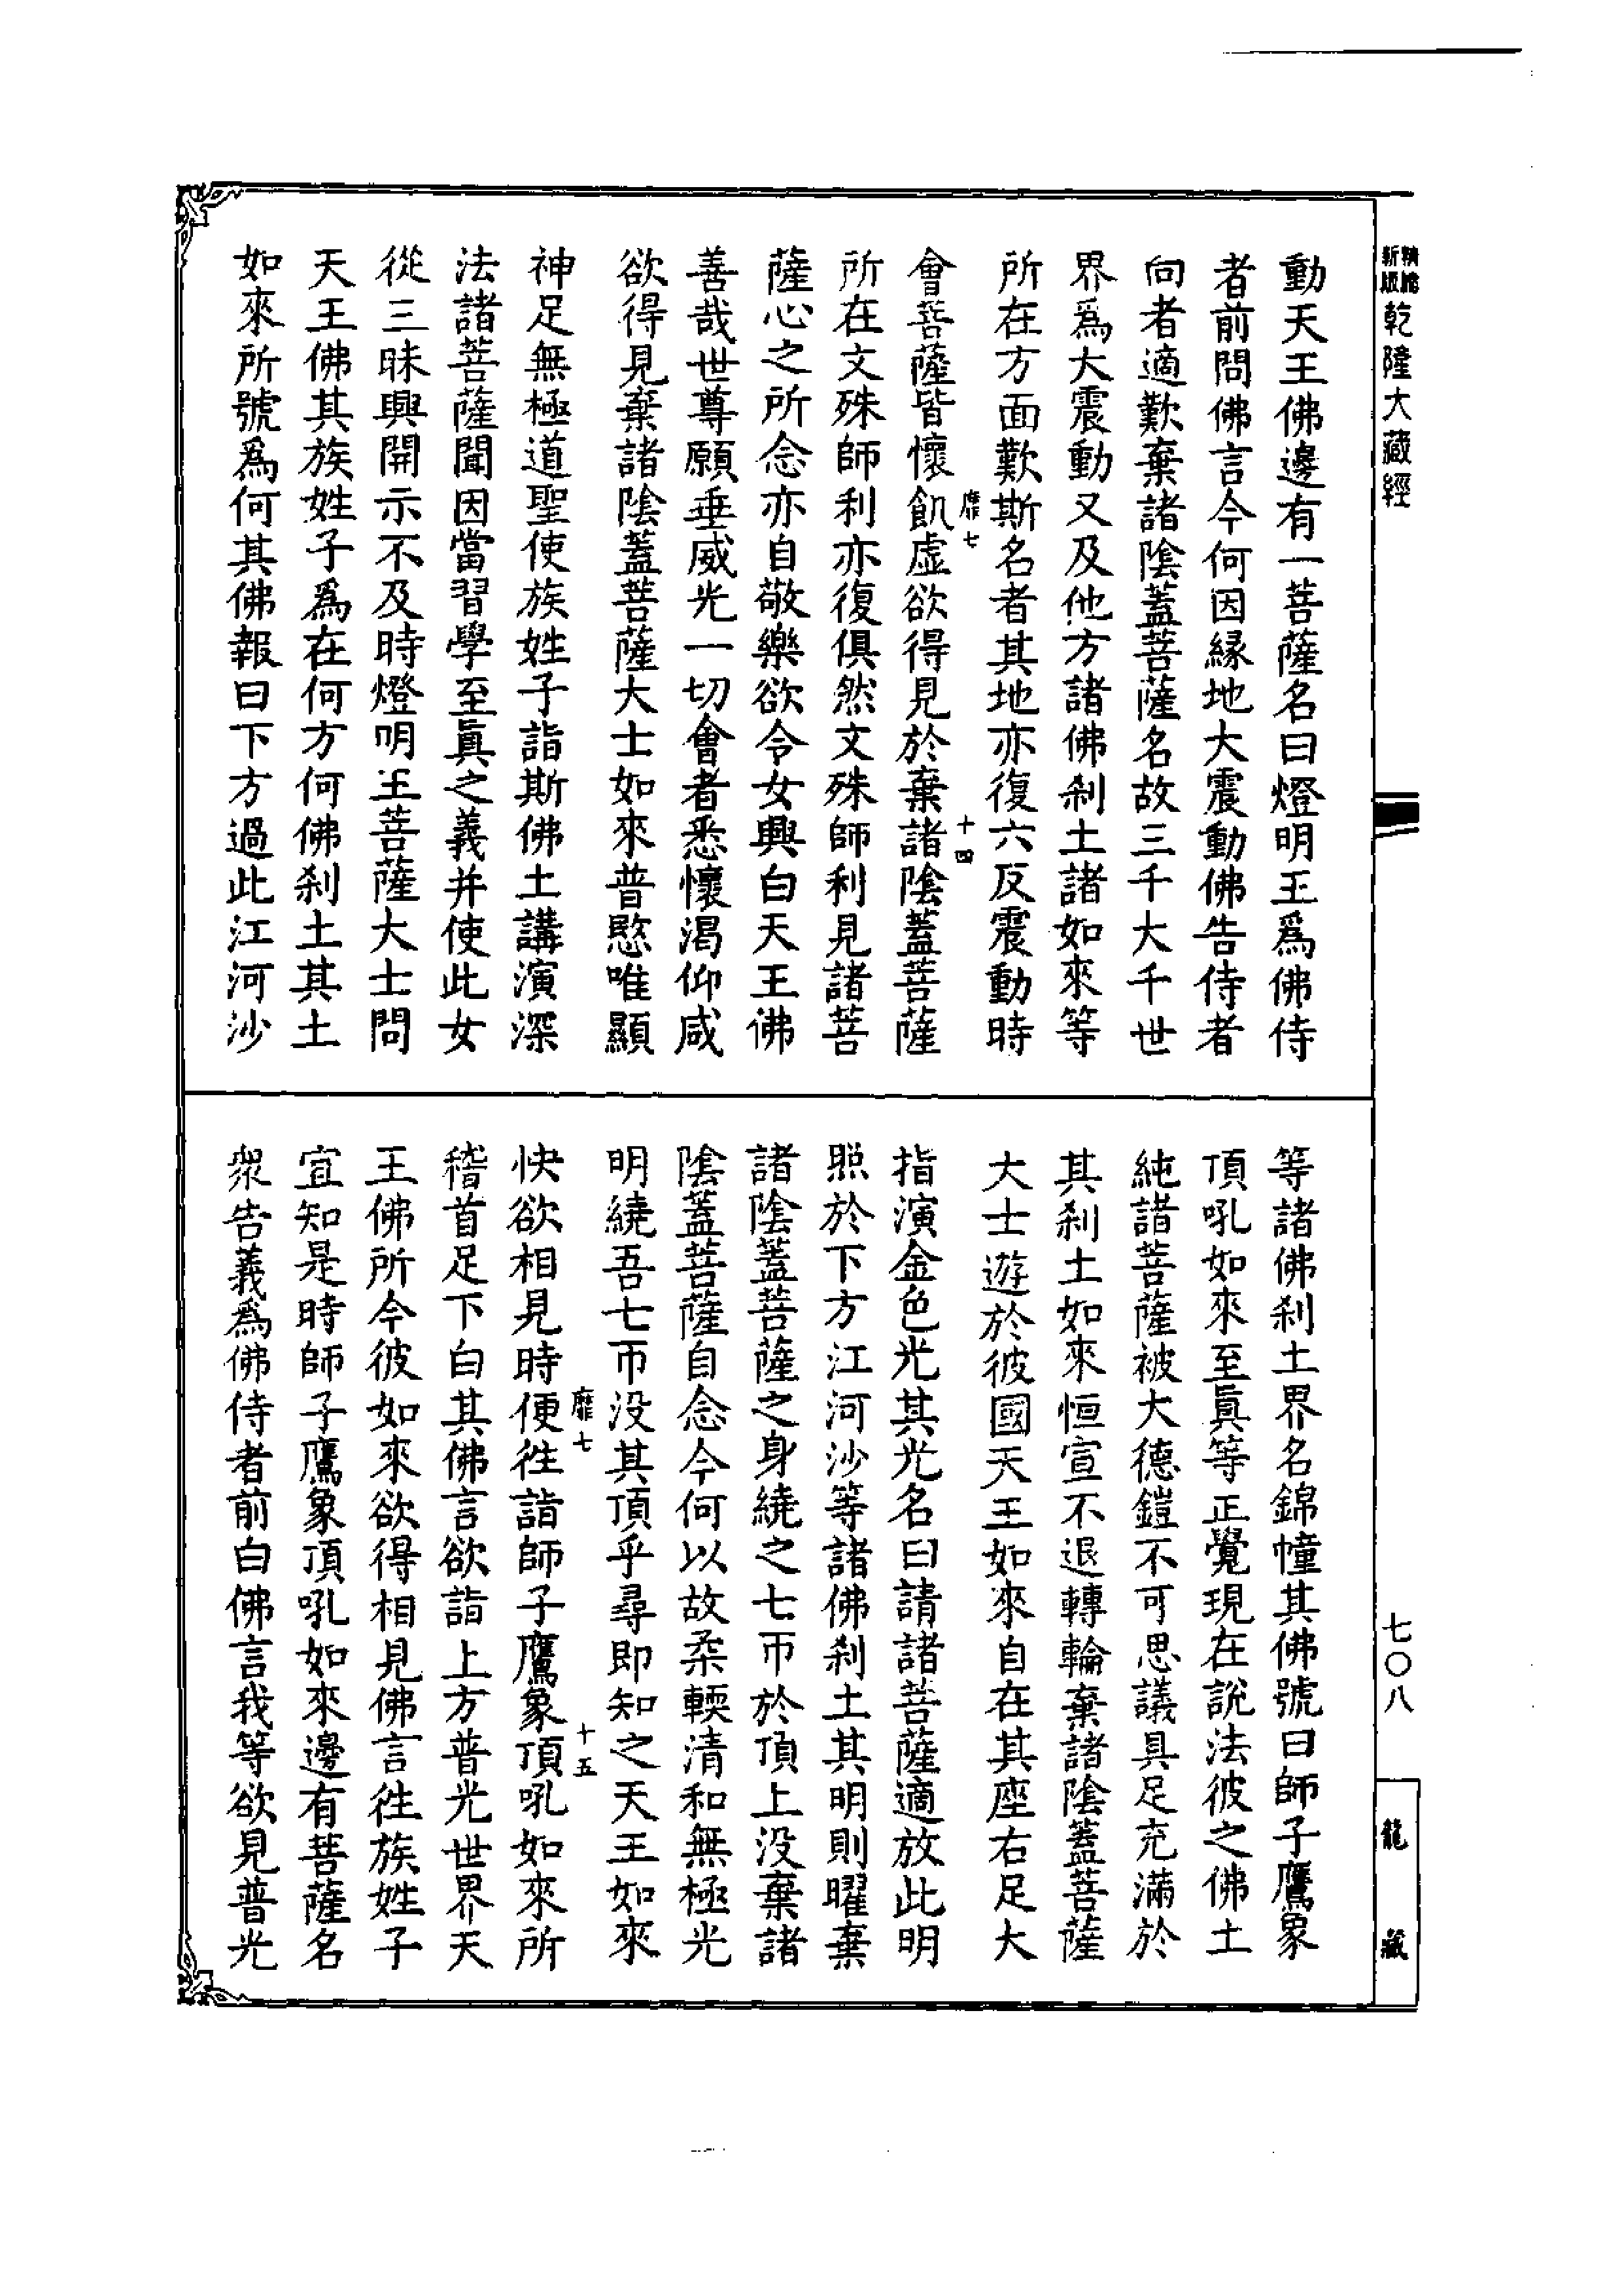 新版
乾隆大藏經
七〇八
龍藏
動天王佛邊有一菩薩名曰燈明王爲佛侍
者前問佛言今何因緣地大震動佛告侍者
向者適歎棄諸陰蓋菩薩名故三千大千世
界爲大震動又及他方諸佛刹土諸如來等
所在方面歎斯名者其地亦復六反震動時
靡七
十四
會菩薩皆懷飢虛欲得見於棄諸陰蓋菩薩
所在文殊師利亦復俱然文殊師利見諸菩
薩心之所念亦自敬樂欲令女興白天王佛
善哉世尊願垂威光一切會者悉懷渴仰咸
欲得見棄諸陰蓋菩薩大士如來普愍唯顯
神足無極道聖使族姓子詣斯佛土講演深
法諸菩薩聞因當習學至眞之義并使此女
從三昧興開示不及時燈明王菩薩大士問
天王佛其族姓子爲在何方何佛刹土其土
如來所號爲何其佛報曰下方過此江河沙
等諸佛刹土界名錦幢其佛號曰師子鷹象
頂吼如來至眞等正覺現在說法彼之佛土
純諸菩薩被大德鎧不可思議具足充滿於
其刹土如來恒宣不退轉輪棄諸陰蓋菩薩
大士遊於彼國天王如來自在其座右足大
指演金色光其光名曰請諸菩薩適放此明
照於下方江河沙等諸佛刹土其明則曜棄
諸陰蓋菩薩之身繞之七帀於頂上没棄諸
陰蓋菩薩自念今何以故柔輭清和無極光
明繞吾七帀没其頂乎尋即知之天王如來
靡七
十五
快欲相見時便往詣師子鷹象頂吼如來所
稽首足下白其佛言欲詣上方普光世界天
王佛所今彼如來欲得相見佛言往族姓子
宜知是時師子鷹象頂吼如來邊有菩薩名
衆告義爲佛侍者前白佛言我等欲見普光